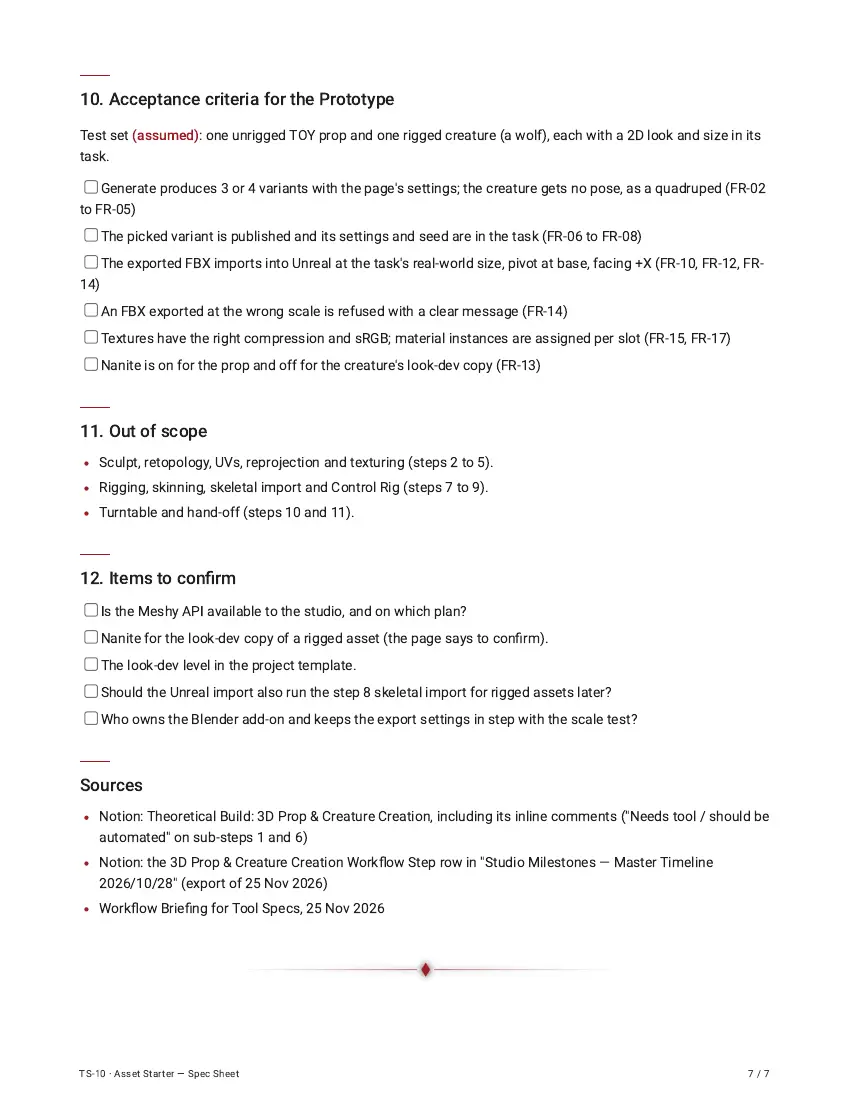 10. Acceptance criteria for the Prototype
Test set (assumed): one unrigged TOY prop and one rigged creature (a wolf), each with a 2D look and size in its
task.
Generate produces 3 or 4 variants with the page's settings; the creature gets no pose, as a quadruped (FR-02
to FR-05)
The picked variant is published and its settings and seed are in the task (FR-06 to FR-08)
The exported FBX imports into Unreal at the task's real-world size, pivot at base, facing +X (FR-10, FR-12, FR-
14)
An FBX exported at the wrong scale is refused with a clear message (FR-14)
Textures have the right compression and sRGB; material instances are assigned per slot (FR-15, FR-17)
Nanite is on for the prop and off for the creature's look-dev copy (FR-13)
11. Out of scope
• Sculpt, retopology, UVs, reprojection and texturing (steps 2 to 5).
• Rigging, skinning, skeletal import and Control Rig (steps 7 to 9).
• Turntable and hand-off (steps 10 and 11).
12. Items to confirm
Is the Meshy API available to the studio, and on which plan?
Nanite for the look-dev copy of a rigged asset (the page says to confirm).
The look-dev level in the project template.
Should the Unreal import also run the step 8 skeletal import for rigged assets later?
Who owns the Blender add-on and keeps the export settings in step with the scale test?
Sources
• Notion: Theoretical Build: 3D Prop & Creature Creation, including its inline comments ("Needs tool / should be
automated" on sub-steps 1 and 6)
• Notion: the 3D Prop & Creature Creation Workflow Step row in "Studio Milestones — Master Timeline
2026/10/28" (export of 25 Nov 2026)
• Workflow Briefing for Tool Specs, 25 Nov 2026
TS-10 · Asset Starter — Spec Sheet
7 / 7